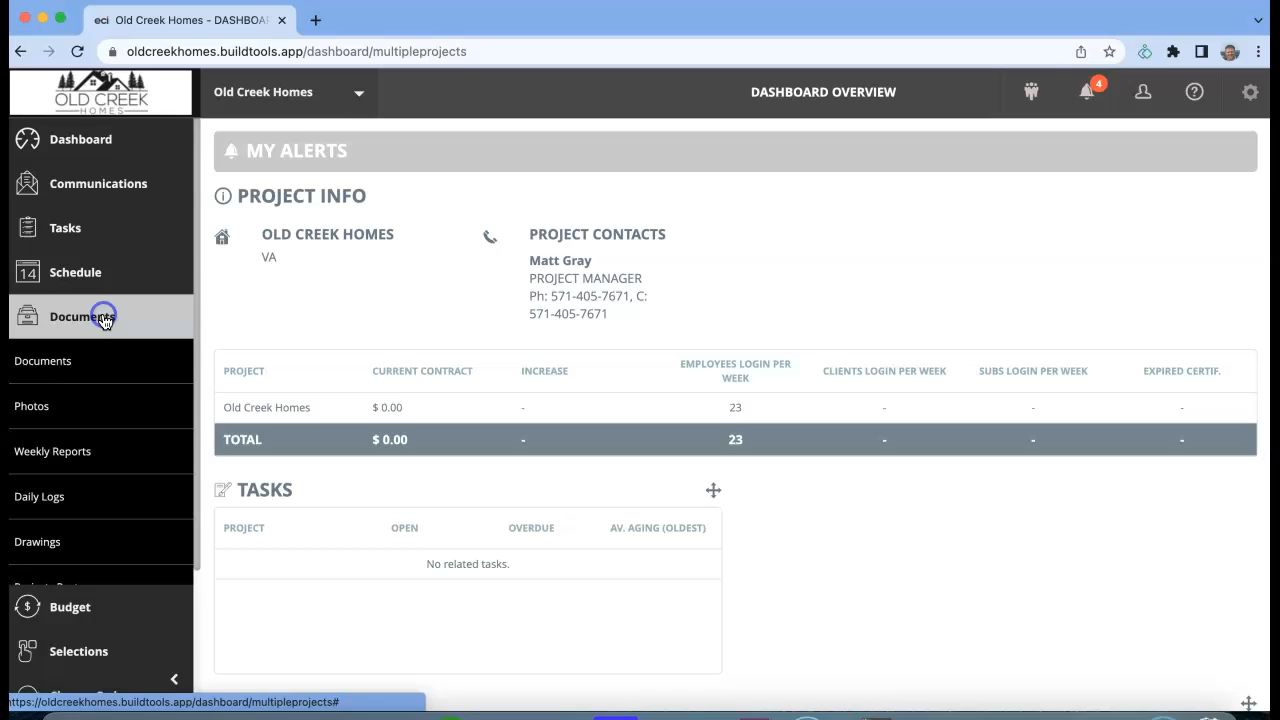 eci Old Creek Homes - DASHBOA
oldcreekhomes.buildtools.app/dashboard/multipleprojects
OLD CREEK
HOMES
Old Creek Homes
DASHBOARD OVERVIEW
4
Dashboard
Communications
Tasks
14 Schedule
Documents
Documents
Photos
Weekly Reports
Daily Logs
Drawings
$ Budget
Selections
MY ALERTS
PROJECT INFO
OLD CREEK HOMES
VA
PROJECT CONTACTS
Matt Gray
PROJECT MANAGER
Ph: 571-405-7671, C:
571-405-7671
PROJECT CURRENT CONTRACT INCREASE EMPLOYEES LOGIN PER WEEK CLIENTS LOGIN PER WEEK SUBS LOGIN PER WEEK EXPIRED CERTIF.
Old Creek Homes $ 0.00 - 23 - - -
TOTAL $ 0.00 - 23 - - -
TASKS
PROJECT OPEN OVERDUE AV. AGING (OLDEST)
No related tasks.
https://oldcreekhomes.buildtools.app/dashboard/multipleprojects#